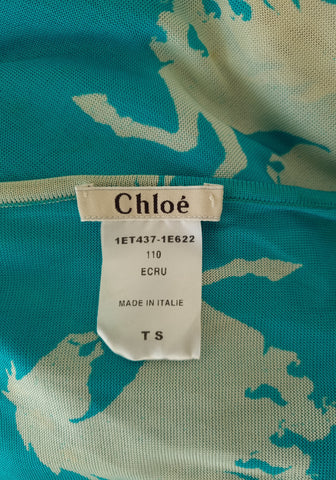 Chloé
1ET437-1E622
110
ECRU
MADE IN ITALIE
T S